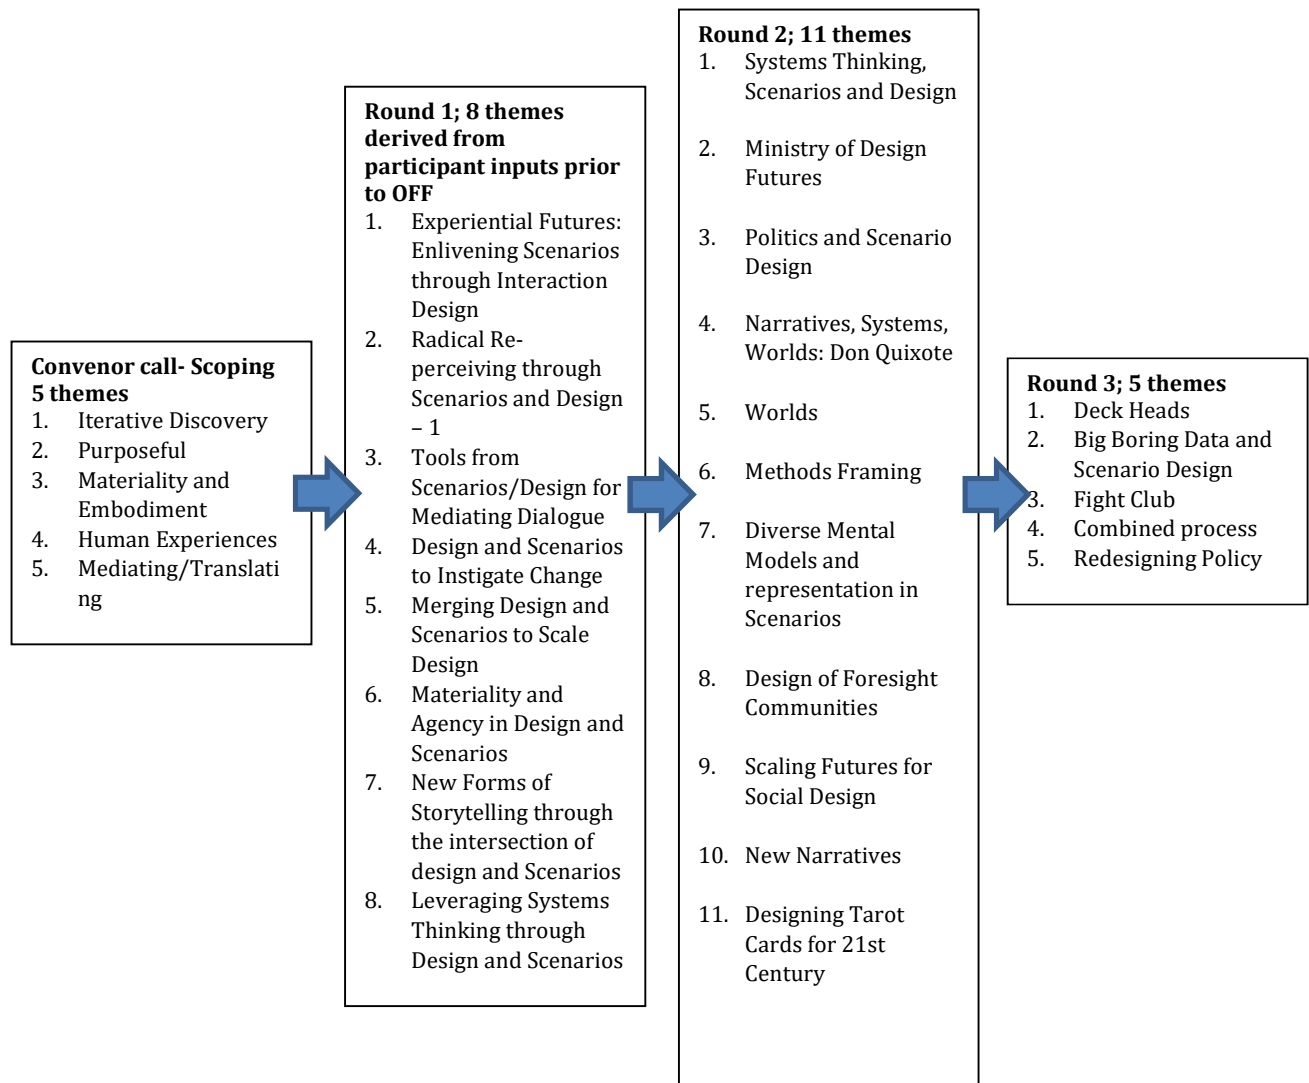 Convenor call- Scoping
5 themes
1. Iterative Discovery
2. Purposeful
3. Materiality and
Embodiment
4. Human Experiences
5. Mediating/Translati
ng
Round 1; 8 themes
derived from
participant inputs prior
to OFF
1. Experiential Futures:
Enlivening Scenarios
through Interaction
Design
2. Radical Re-
perceiving through
Scenarios and Design
– 1
3. Tools from
Scenarios/Design for
Mediating Dialogue
4. Design and Scenarios
to Instigate Change
5. Merging Design and
Scenarios to Scale
Design
6. Materiality and
Agency in Design and
Scenarios
7. New Forms of
Storytelling through
the intersection of
design and Scenarios
8. Leveraging Systems
Thinking through
Design and Scenarios
Round 2; 11 themes
1. Systems Thinking,
Scenarios and Design
2. Ministry of Design
Futures
3. Politics and Scenario
Design
4. Narratives, Systems,
Worlds: Don Quixote
5. Worlds
6. Methods Framing
7. Diverse Mental
Models and
representation in
Scenarios
8. Design of Foresight
Communities
9. Scaling Futures for
Social Design
10. New Narratives
11. Designing Tarot
Cards for 21st
Century
Round 3; 5 themes
1. Deck Heads
2. Big Boring Data and
Scenario Design
3. Fight Club
4. Combined process
5. Redesigning Policy